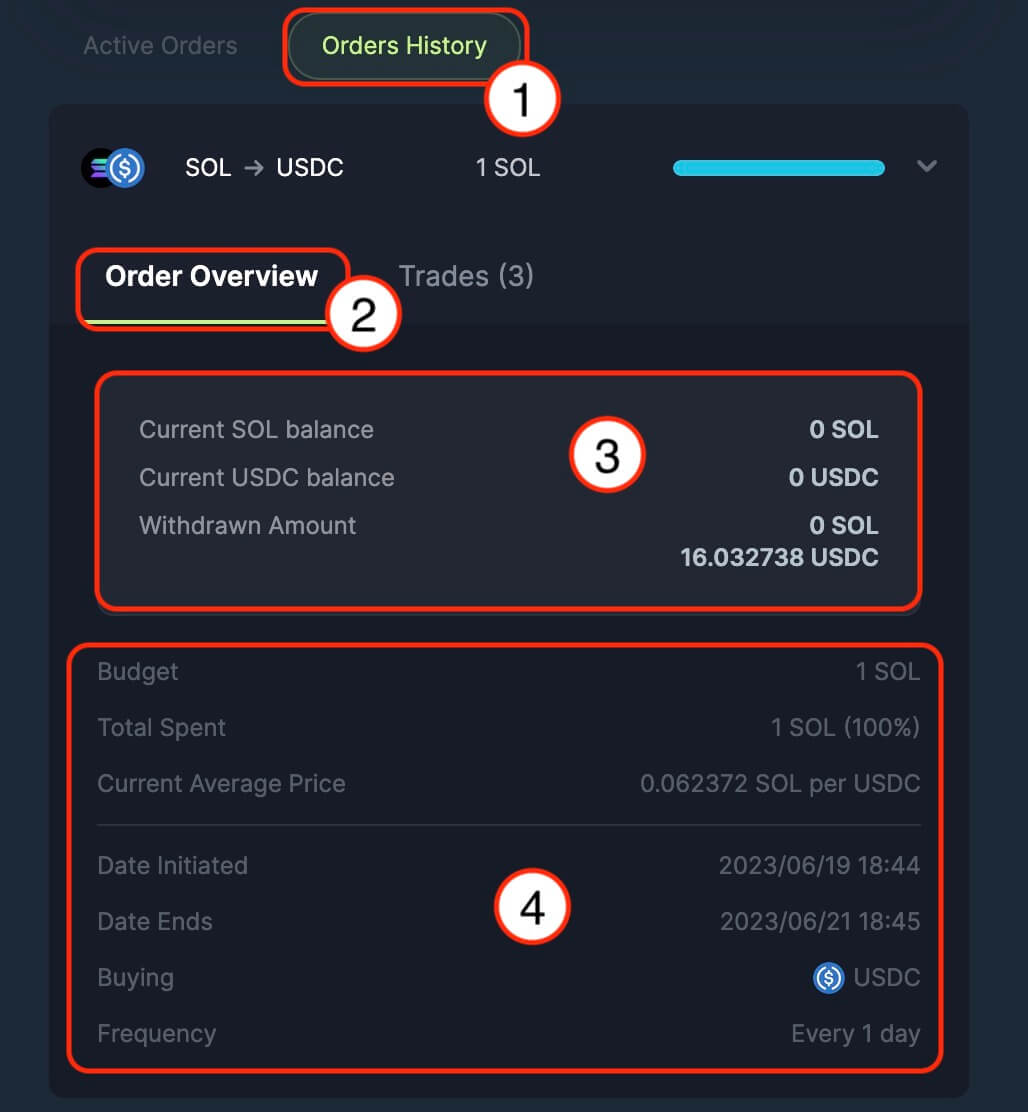 Active Orders
Orders History
1
SOL → USDC
1 SOL
Order Overview
2
Trades (3)
3
Current SOL balance
0 SOL
Current USDC balance
0 USDC
Withdrawn Amount
0 SOL
16.032738 USDC
Budget
1 SOL
Total Spent
1 SOL (100%)
Current Average Price
0.062372 SOL per USDC
Date Initiated
2023/06/19 18:44
4
Date Ends
2023/06/21 18:45
Buying
USDC
Frequency
Every 1 day